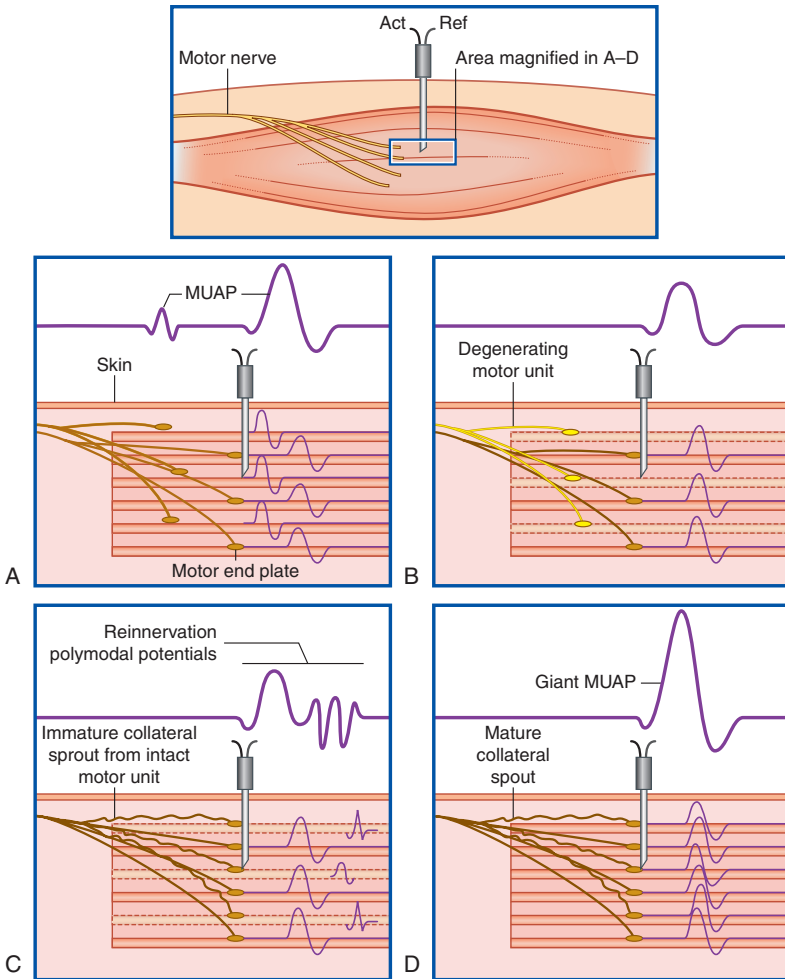 Act Ref
Motor nerve
Area magnified in A–D
MUAP
Skin
Motor end plate
A
Degenerating
motor unit
B
Reinnervation
polymodal potentials
Immature collateral
sprout from intact
motor unit
C
Giant MUAP
Mature
collateral
spout
D